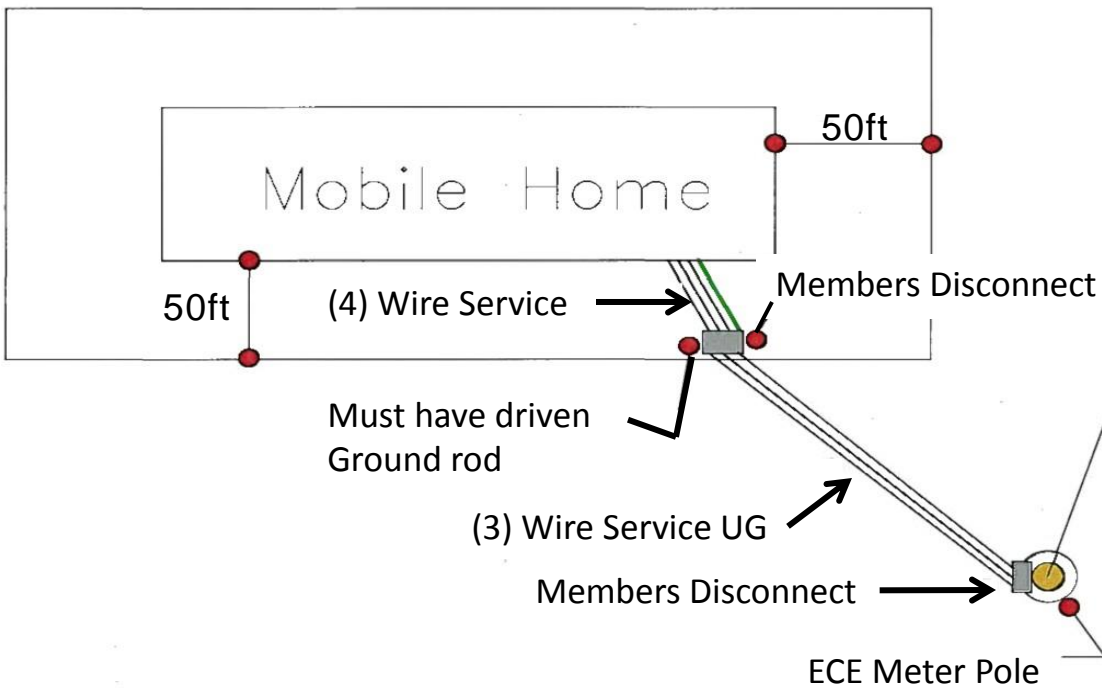 50ft
Mobile Home
Members Disconnect
50ft
(4) Wire Service
Must have driven
Ground rod
(3) Wire Service UG
Members Disconnect
ECE Meter Pole